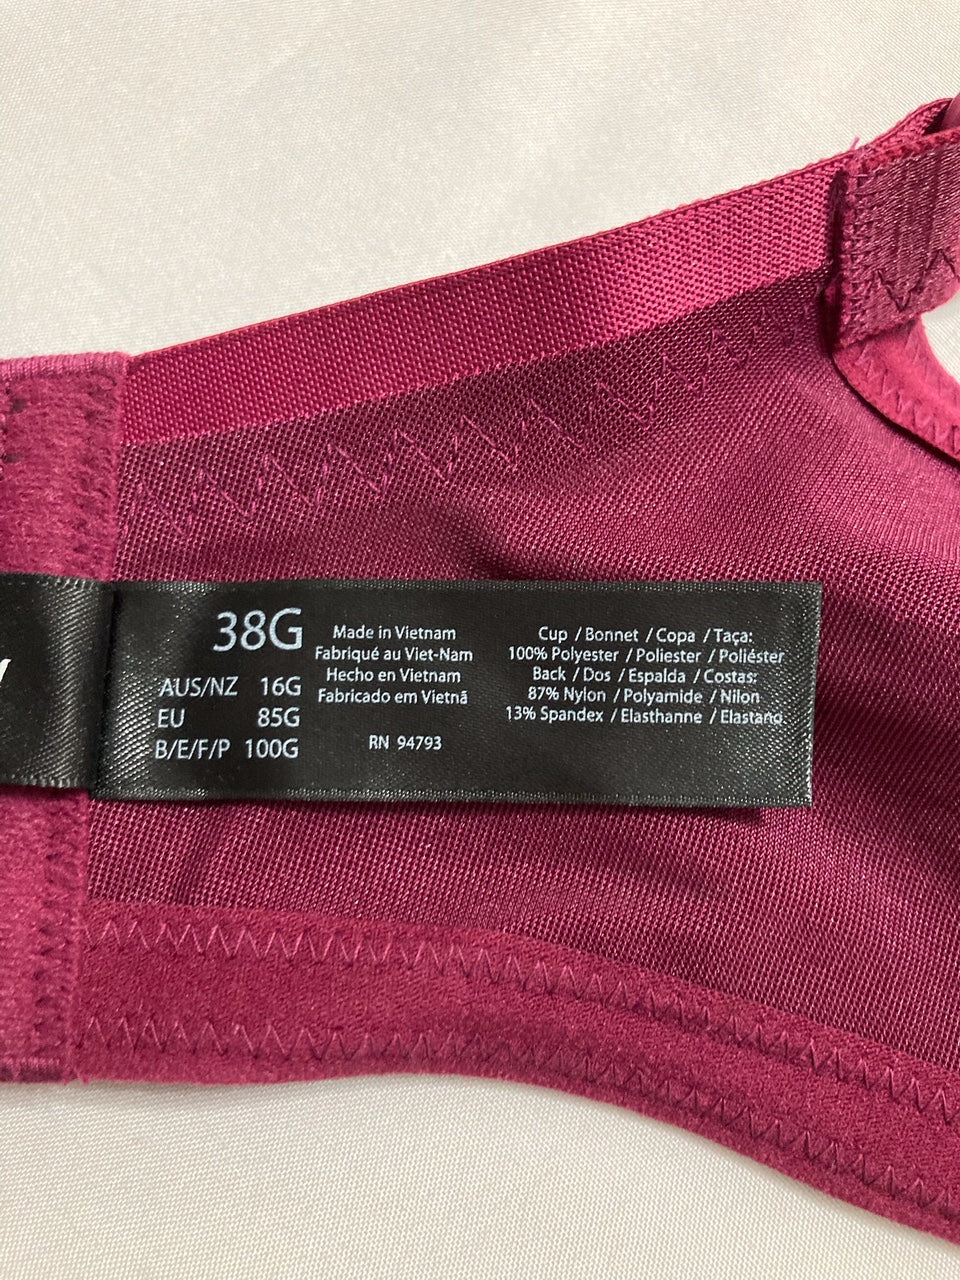 38G
AUS/NZ 16G
EU 85G
B/E/F/P 100G
Made in Vietnam
Fabriqué au Viet-Nam
Hecho en Vietnam
Fabricado em Vietnã
RN 94793
Cup / Bonnet / Copa / Taça:
100% Polyester / Poliester / Poliéster
Back / Dos / Espalda / Costas:
87% Nylon / Polyamide / Nilon
13% Spandex / Elasthanne / Elastano